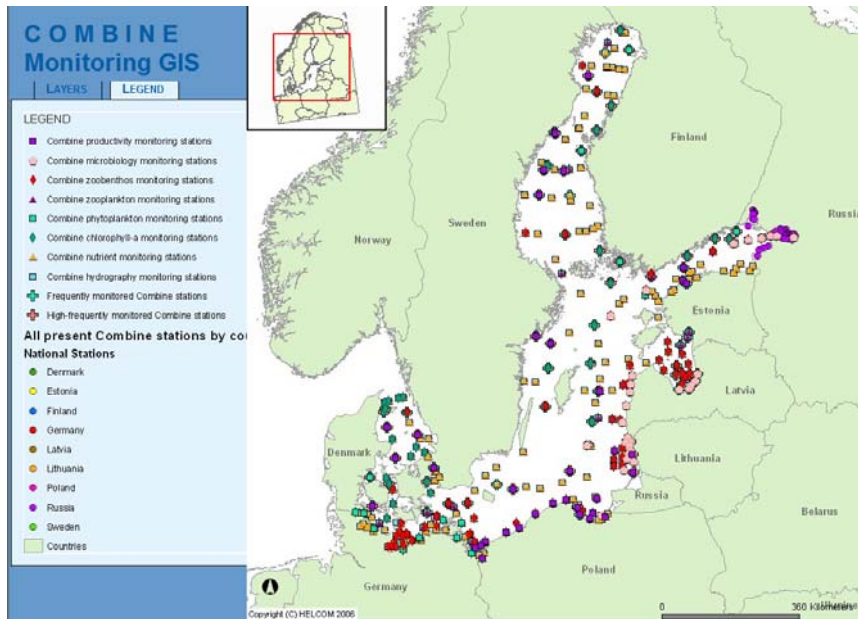 COMBINE
Monitoring GIS
LAYERS
LEGEND
LEGEND
Combine productivity monitoring stations
Combine microbiology monitoring stations
Combine zoobenthos monitoring stations
Combine zooplankton monitoring stations
Combine phytoplankton monitoring stations
Combine chlorophyll-a monitoring stations
Combine nutrient monitoring stations
Combine hydrography monitoring stations
Frequently monitored Combine stations
High-frequently monitored Combine stations
All present Combine stations by cou
National Stations
Denmark
Estonia
Finland
Germany
Latvia
Lithuania
Poland
Russia
Sweden
Countries
Finland
Russia
Sweden
Norway
Estonia
Latvia
Denmark
Lithuania
Russia
Belarus
Poland
Germany
Copyright (C) HELCOM 2006
0
360 Kilometers